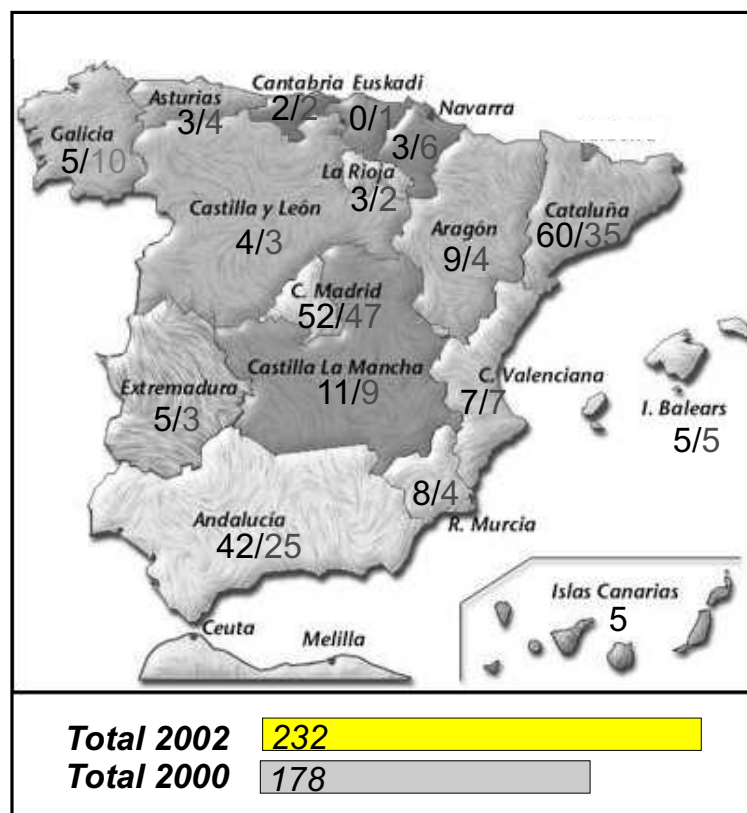 Cantabria Euskadi
2/2
0/1
Asturias
3/4
Navarra
3/6
Galicia
5/10
La Rioja
3/2
Castilla y León
4/3
Aragón
9/4
Cataluña
60/35
C. Madrid
52/47
Castilla La Mancha
11/9
C. Valenciana
7/7
Extremadura
5/3
I. Balears
5/5
8/4
R. Murcia
Andalucía
42/25
Islas Canarias
5
Ceuta
Melilla
Total 2002 232
Total 2000 178